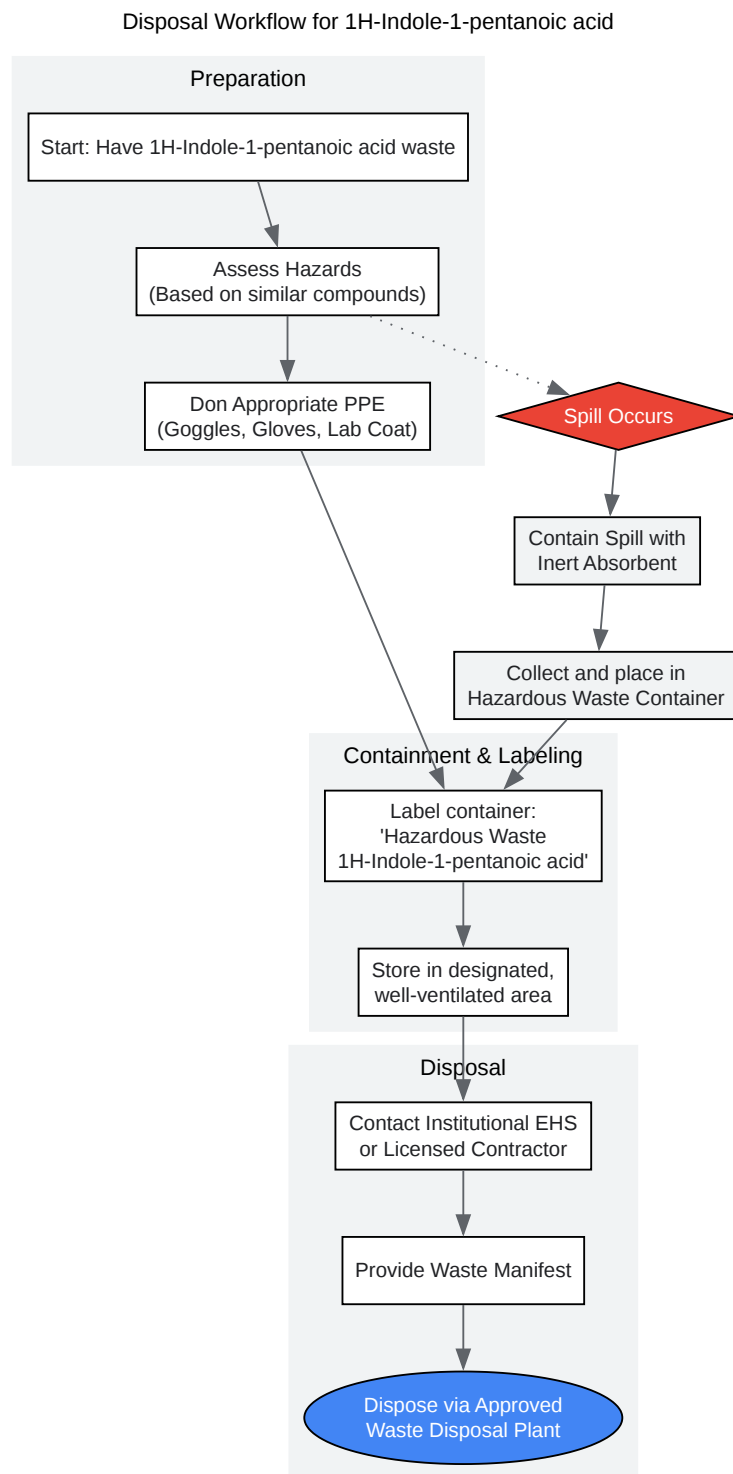 Disposal Workflow for 1H-Indole-1-pentanoic acid
Preparation
Start: Have 1H-Indole-1-pentanoic acid waste
Assess Hazards
(Based on similar compounds)
Don Appropriate PPE
(Goggles, Gloves, Lab Coat)
Spill Occurs
Contain Spill with
Inert Absorbent
Collect and place in
Hazardous Waste Container
Containment & Labeling
Label container:
'Hazardous Waste
1H-Indole-1-pentanoic acid'
Store in designated,
well-ventilated area
Disposal
Contact Institutional EHS
or Licensed Contractor
Provide Waste Manifest
Dispose via Approved
Waste Disposal Plant